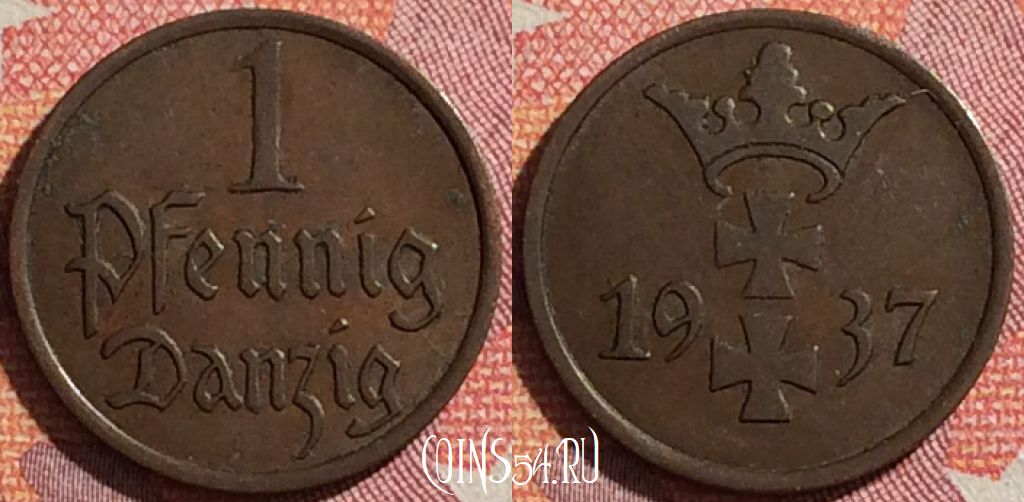 1
Pfennig
Danzig
1937
COINS54.RU